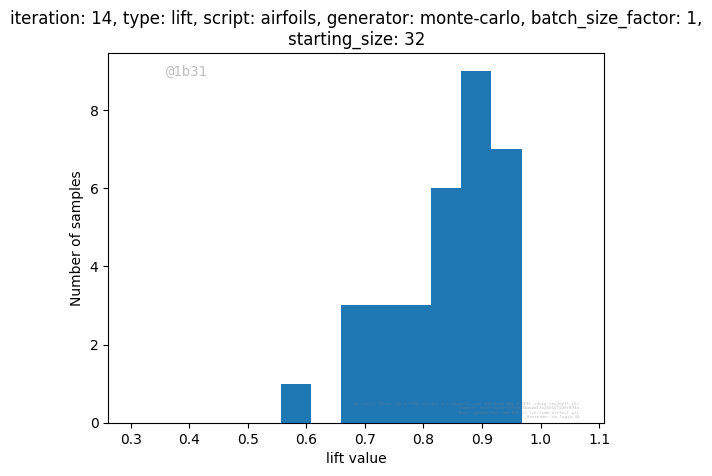 iteration: 14, type: lift, script: airfoils, generator: monte-carlo, batch_size_factor: 1,
starting_size: 32
@1b31
8
6
4
2
0
Number of samples
0.3 0.4 0.5 0.6 0.7 0.8 0.9 1.0 1.1
lift value